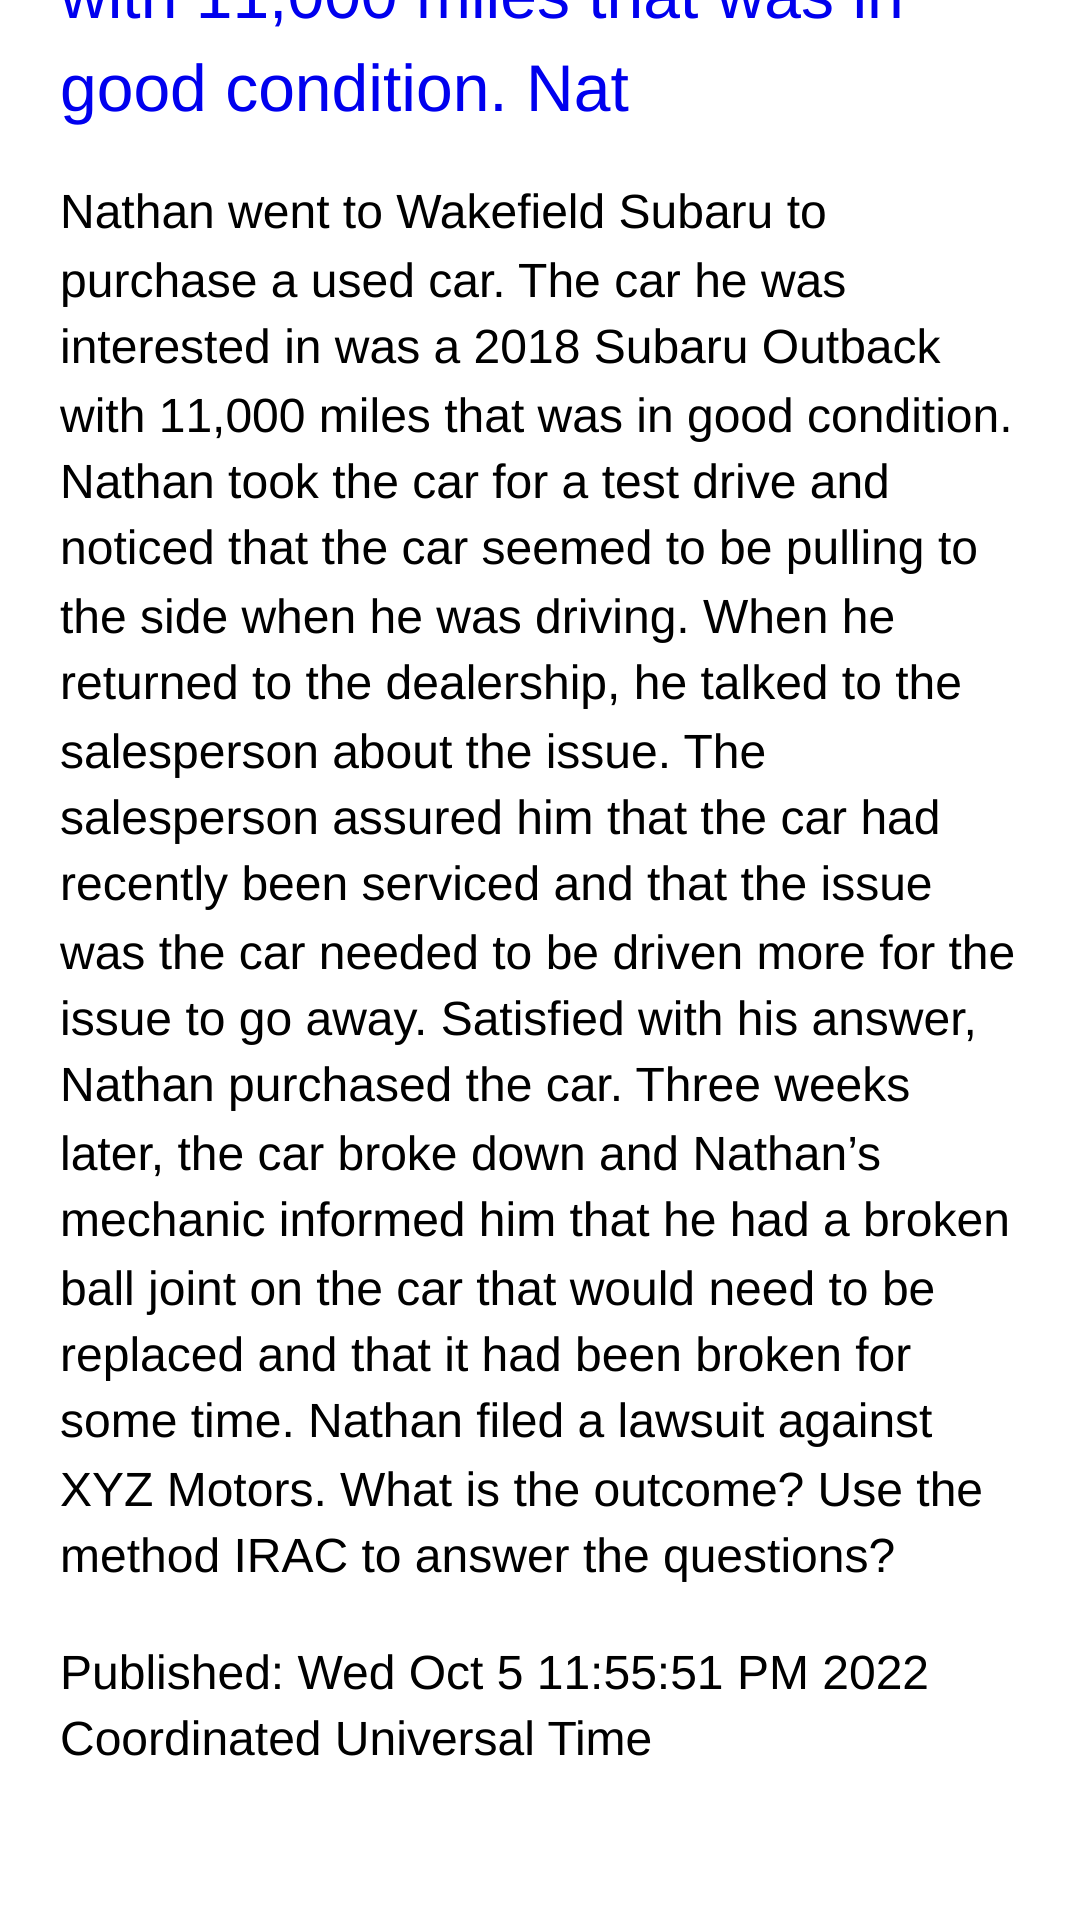 with 11,000 miles that was in
good condition. Nat
Nathan went to Wakefield Subaru to
purchase a used car. The car he was
interested in was a 2018 Subaru Outback
with 11,000 miles that was in good condition.
Nathan took the car for a test drive and
noticed that the car seemed to be pulling to
the side when he was driving. When he
returned to the dealership, he talked to the
salesperson about the issue. The
salesperson assured him that the car had
recently been serviced and that the issue
was the car needed to be driven more for the
issue to go away. Satisfied with his answer,
Nathan purchased the car. Three weeks
later, the car broke down and Nathan’s
mechanic informed him that he had a broken
ball joint on the car that would need to be
replaced and that it had been broken for
some time. Nathan filed a lawsuit against
XYZ Motors. What is the outcome? Use the
method IRAC to answer the questions?
Published: Wed Oct 5 11:55:51 PM 2022
Coordinated Universal Time